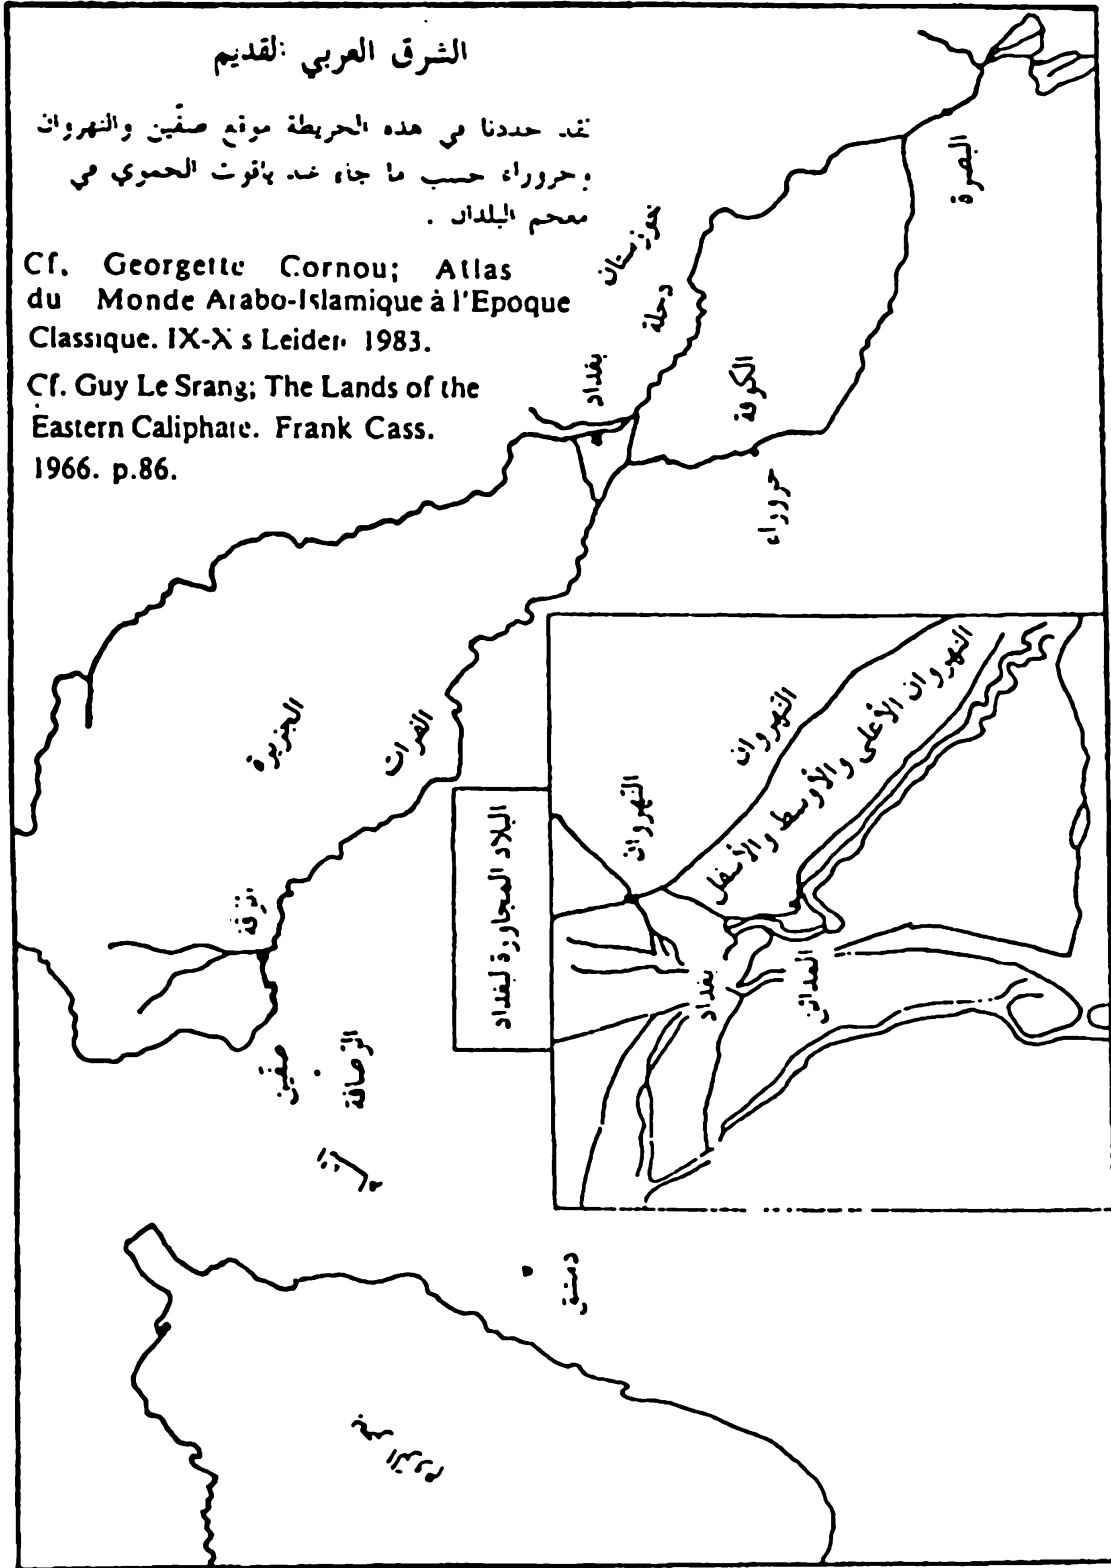 الشرق العربي القديم
لقد حددنا في هذه الخريطة موقع صفّين والنهروان
وحروراء حسب ما جاء عند ياقوت الحموي في
معجم البلدان .
Cf. Georgette Cornou; Atlas
du Monde Arabo-Islamique à l'Epoque
Classique. IX-X s Leiden 1983.
Cf. Guy Le Srang; The Lands of the
Eastern Caliphate. Frank Cass.
1966. p.86.
البصرة
خوزستان
دجلة
بغداد
الكوفة
حروراء
الجزيرة
الفرات
الرقة
صفين
الرصافة
دمشق
البلاد المجاورة لبغداد
النهروان
النهروان
النهروان الأعلى والأوسط والأسفل
بغداد
المدائن